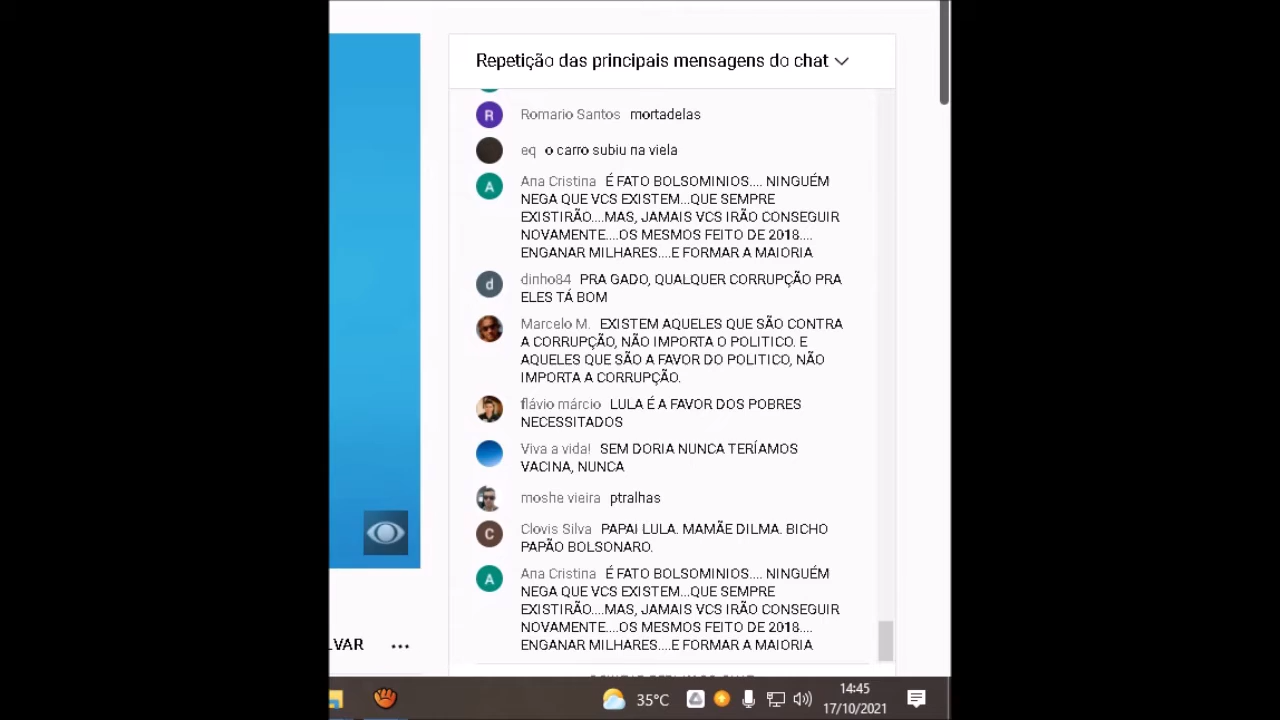 Repetição das principais mensagens do chat
Romario Santos mortadelas
eq o carro subiu na viela
Ana Cristina É FATO BOLSOMINIOS.... NINGUÉM
NEGA QUE VCS EXISTEM...QUE SEMPRE
EXISTIRÃO....MAS, JAMAIS VCS IRÃO CONSEGUIR
NOVAMENTE....OS MESMOS FEITO DE 2018....
ENGANAR MILHARES....E FORMAR A MAIORIA
dinho84 PRA GADO, QUALQUER CORRUPÇÃO PRA
ELES TÁ BOM
Marcelo M. EXISTEM AQUELES QUE SÃO CONTRA
A CORRUPÇÃO, NÃO IMPORTA O POLITICO. E
AQUELES QUE SÃO A FAVOR DO POLITICO, NÃO
IMPORTA A CORRUPÇÃO.
flávio márcio LULA É A FAVOR DOS POBRES
NECESSITADOS
Viva a vida! SEM DORIA NUNCA TERÍAMOS
VACINA, NUNCA
moshe vieira ptralhas
Clovis Silva PAPAI LULA. MAMÃE DILMA. BICHO
PAPÃO BOLSONARO.
Ana Cristina É FATO BOLSOMINIOS.... NINGUÉM
NEGA QUE VCS EXISTEM...QUE SEMPRE
EXISTIRÃO....MAS, JAMAIS VCS IRÃO CONSEGUIR
NOVAMENTE....OS MESMOS FEITO DE 2018....
ENGANAR MILHARES....E FORMAR A MAIORIA
LVAR
35°C
14:45
17/10/2021